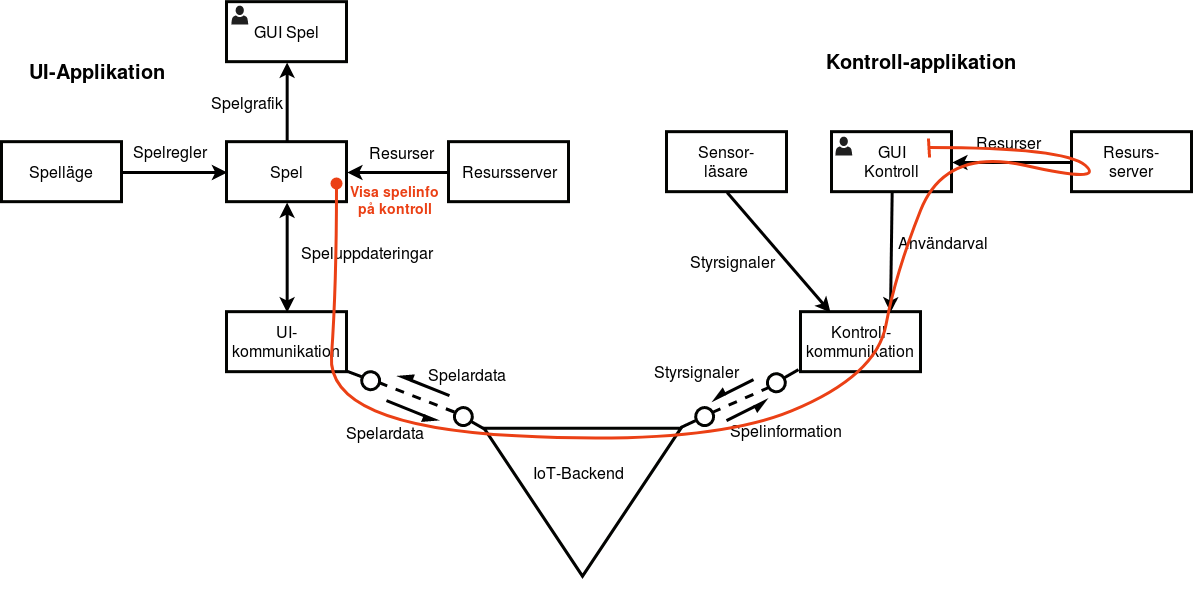 GUI Spel
UI-Applikation
Kontroll-applikation
Spelgrafik
Spelregler
Resurser
Resurser
Spelläge
Spel
Resursserver
Sensor-
läsare
GUI
Kontroll
Resurs-
server
Visa spelinfo
på kontroll
Speluppdateringar
Styrsignaler
Användarval
UI-
kommunikation
Kontroll-
kommunikation
Spelardata
Styrsignaler
Spelardata
Spelinformation
IoT-Backend